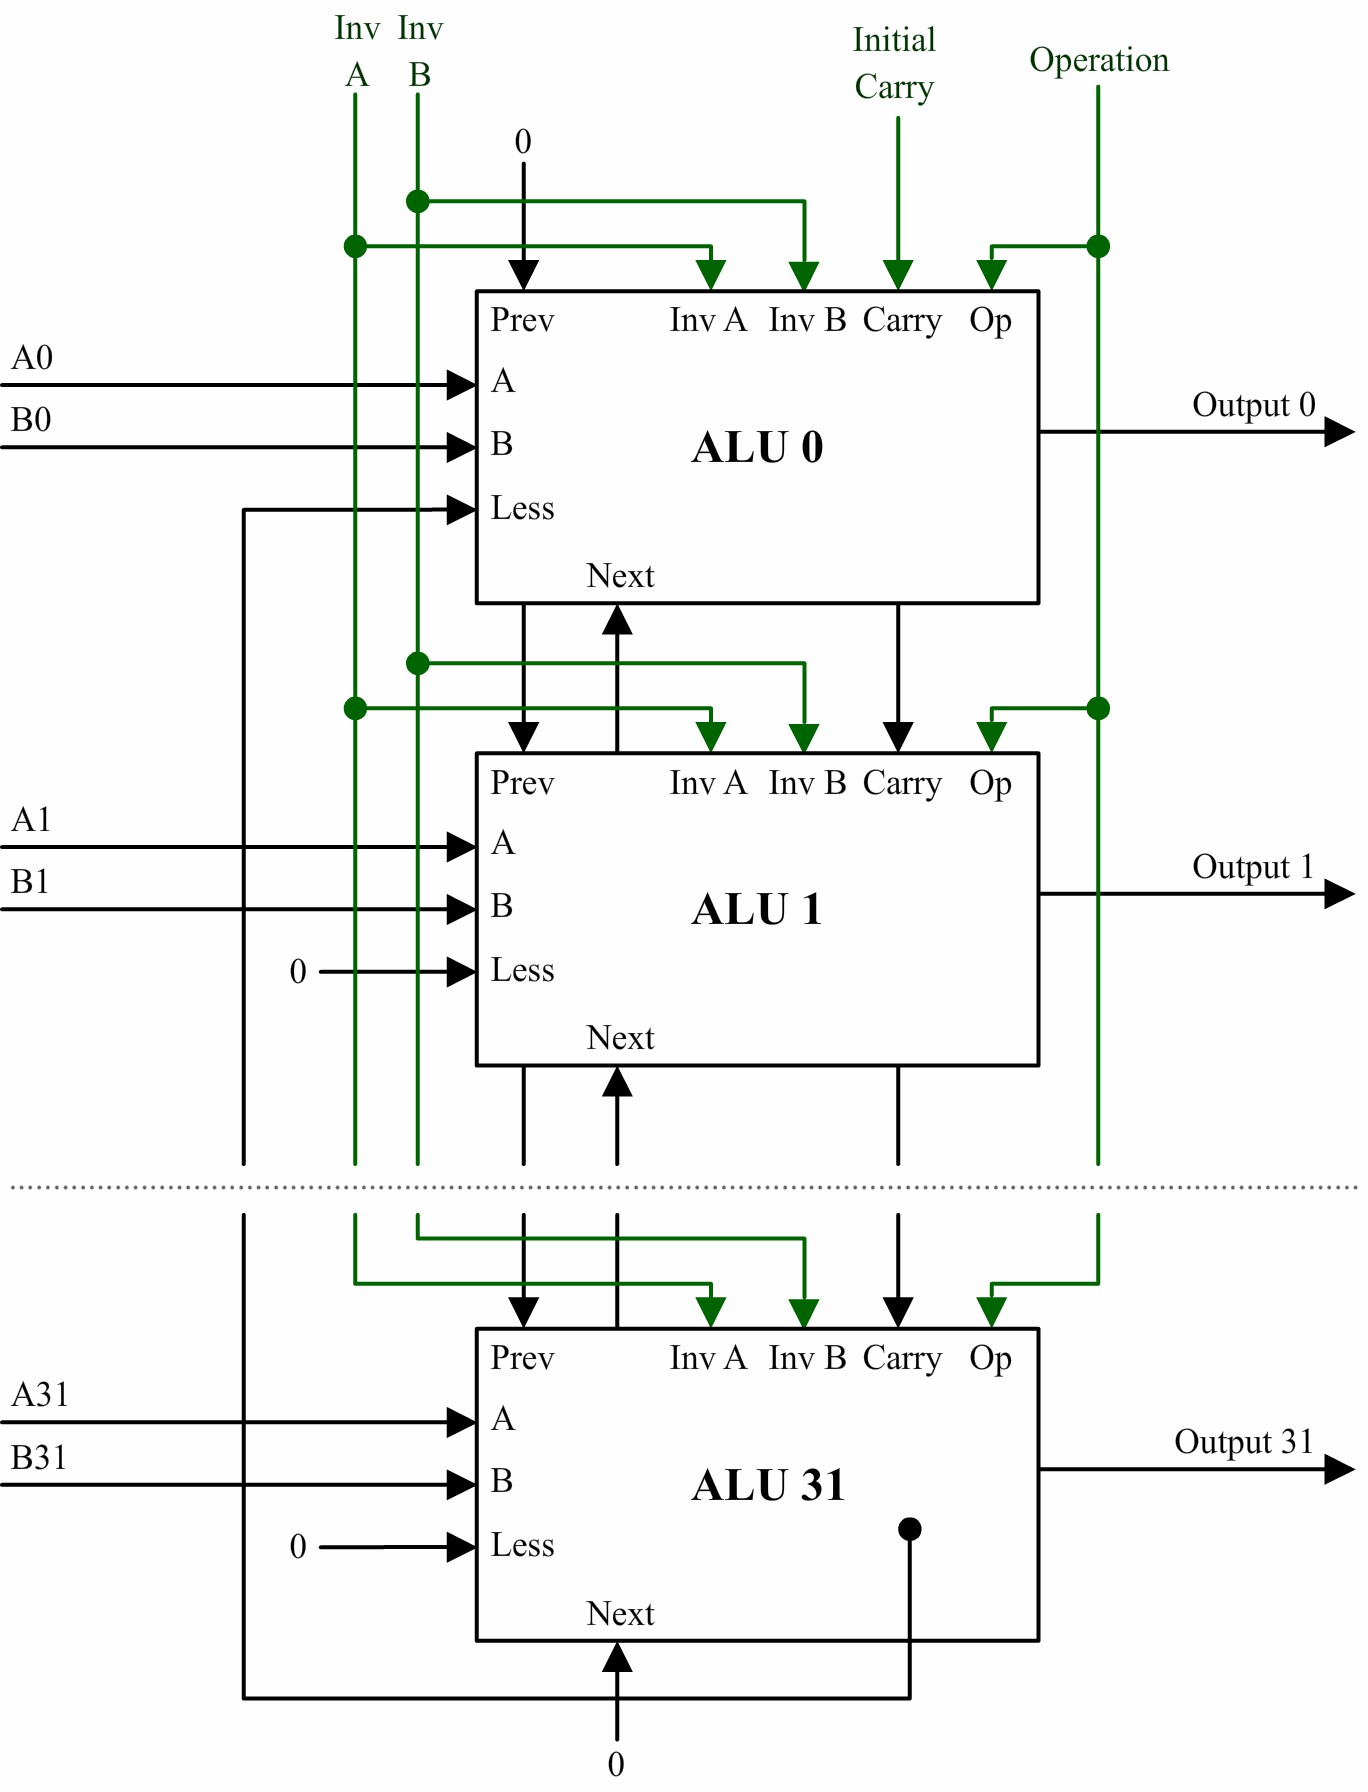 Inv Inv
A B
Initial
Carry
Operation
0
Prev Inv A Inv B Carry Op
A0
A
B0
B
Less
ALU 0
Output 0
Next
Prev Inv A Inv B Carry Op
A1
A
B1
B
0 Less
ALU 1
Output 1
Next
Prev Inv A Inv B Carry Op
A31
A
B31
B
0 Less
ALU 31
Output 31
Next
0